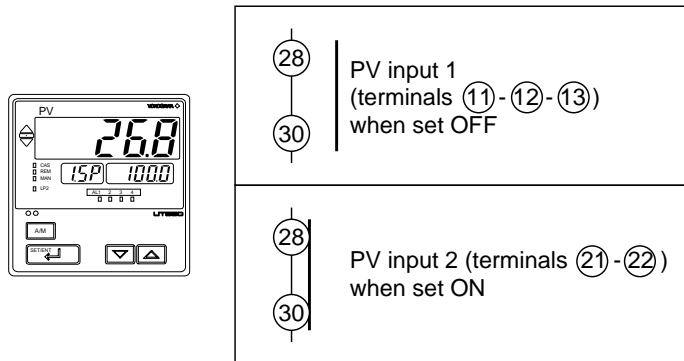 PV
YOKOGAWA
26.8
CAS
REM
MAN
LP2
1.SP 100.0
AL1 2 3 4
UT550
A/M
SET/ENT
28
30
PV input 1
(terminals 11 - 12 - 13)
when set OFF
28
30
PV input 2 (terminals 21 - 22)
when set ON